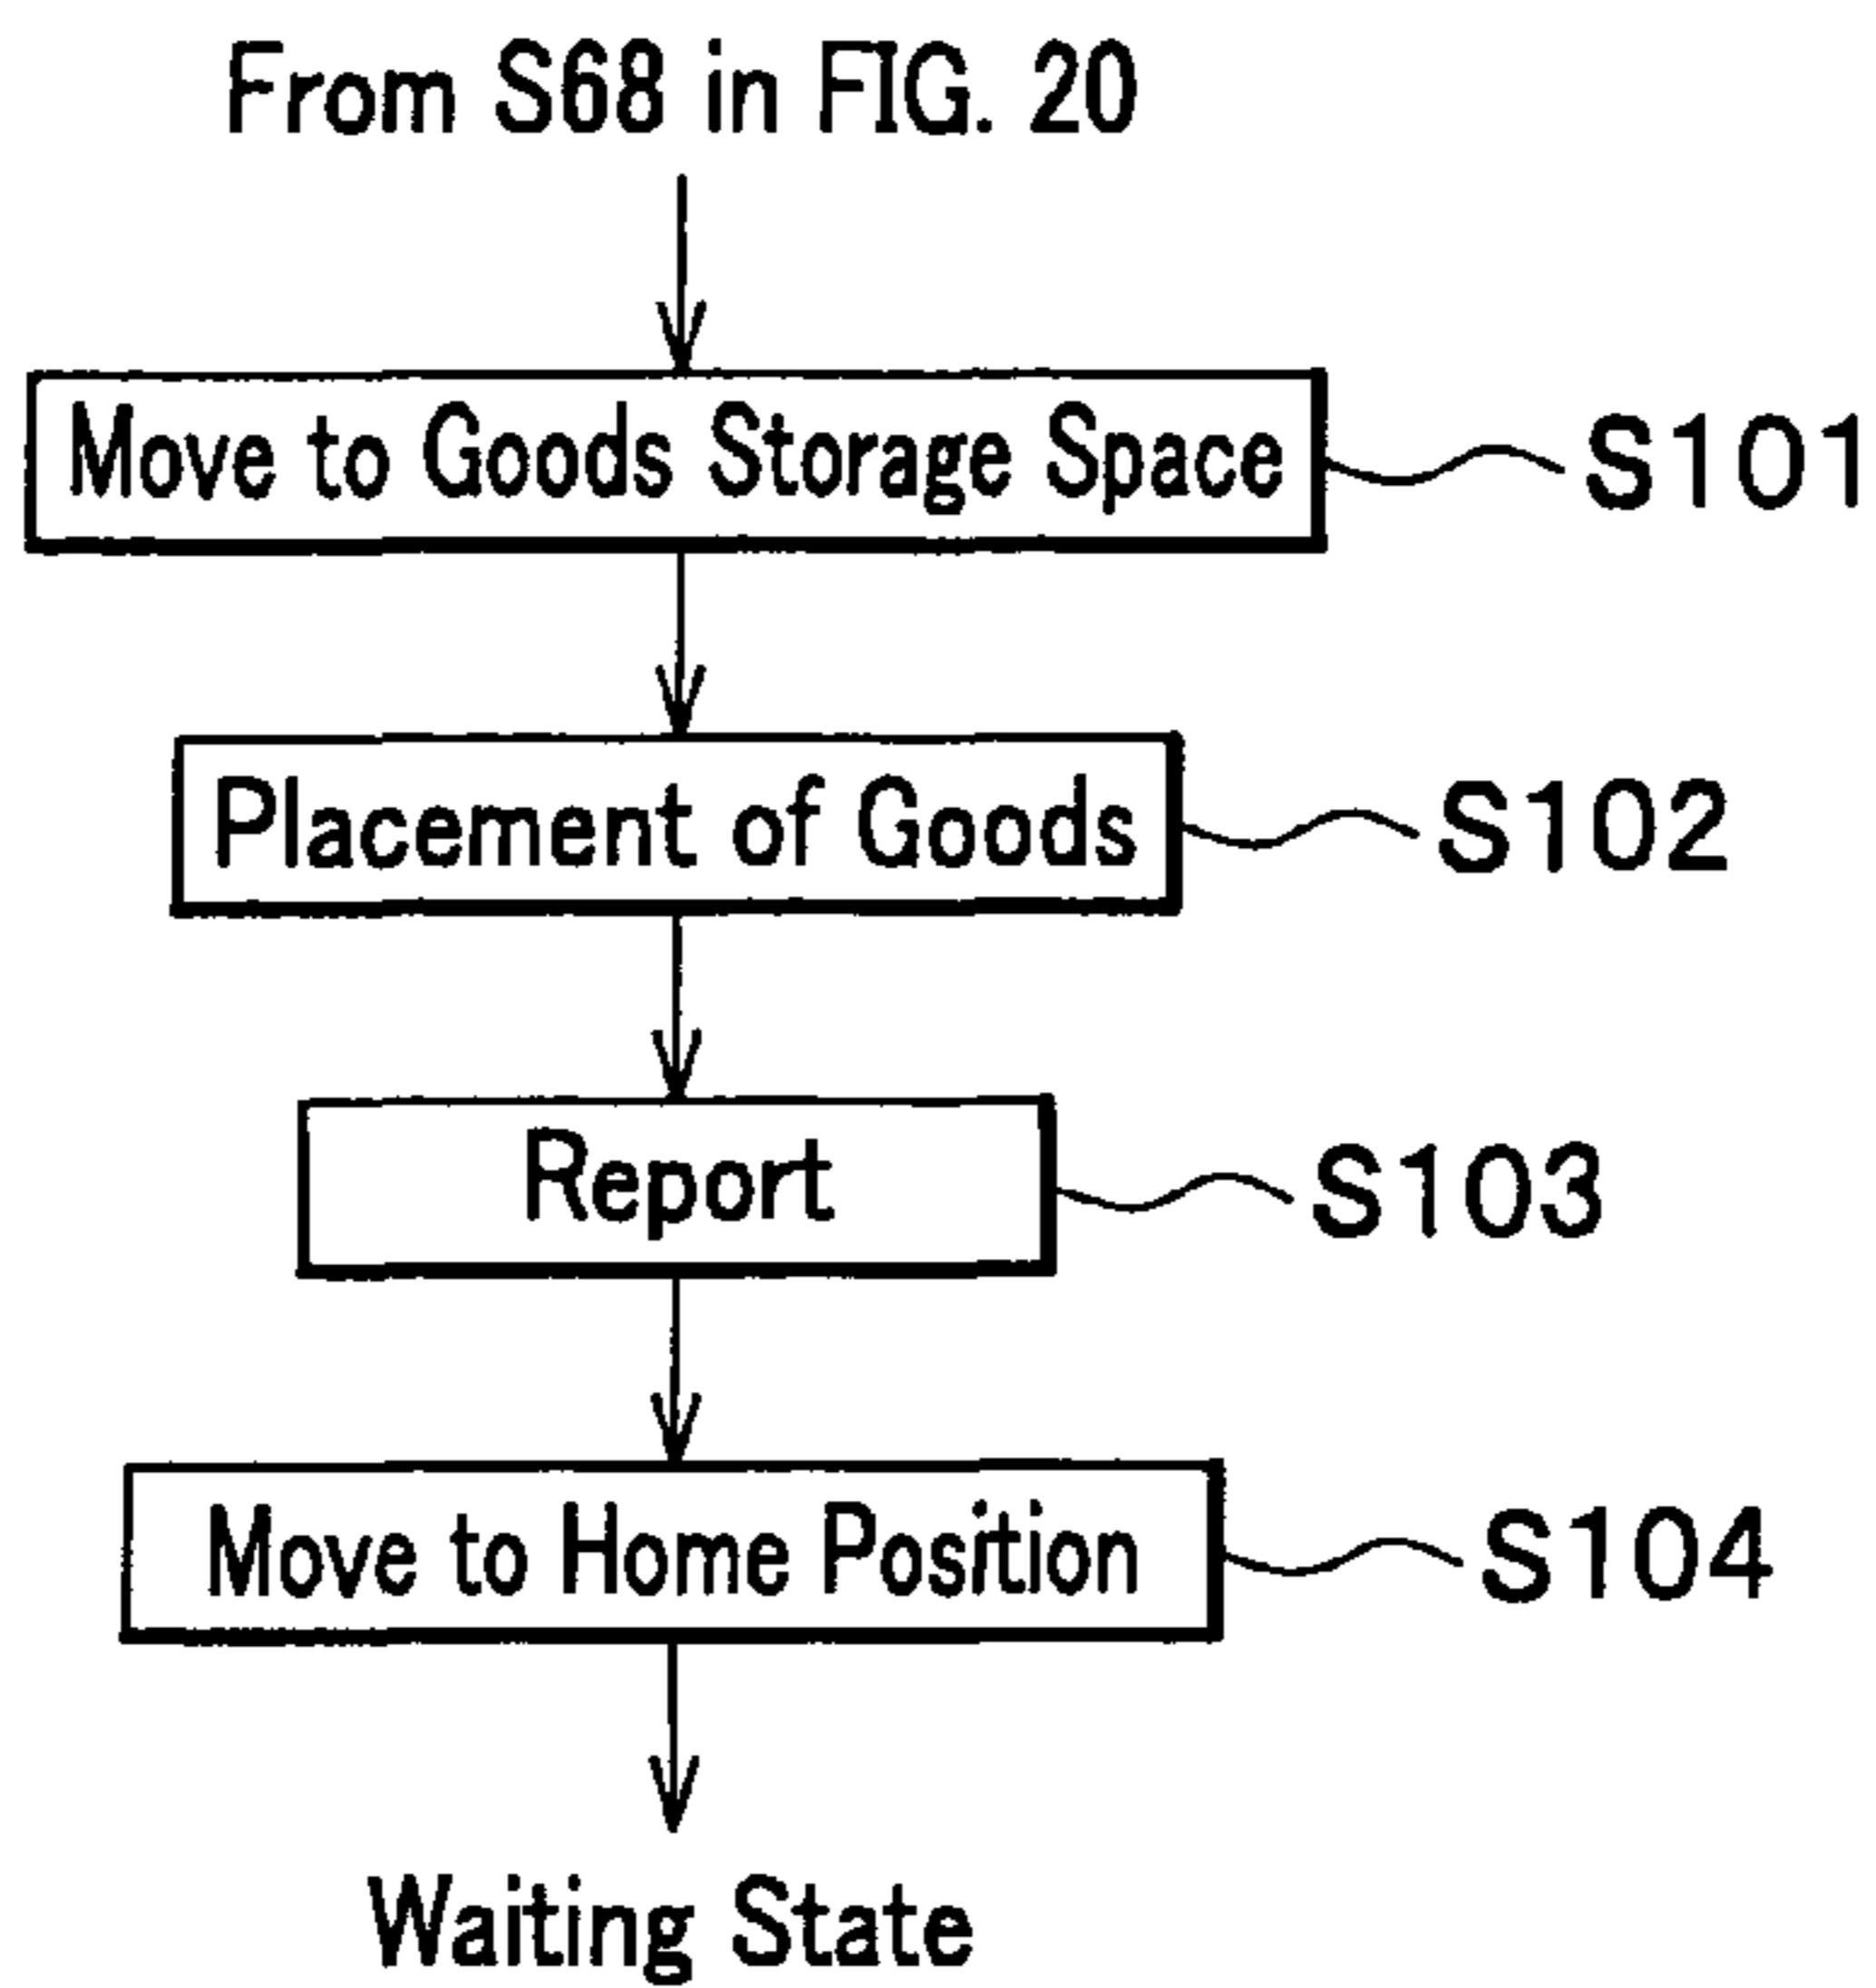 From S68 in FIG. 20
Move to Goods Storage Space
S101
Placement of Goods
S102
Report
S103
Move to Home Position
S104
Waiting State